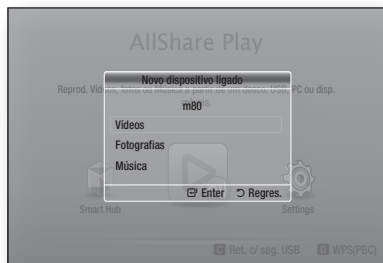 AllShare Play
Novo dispositivo ligado
Reprod. Vídeos, fotos ou Música a partir de um disco, USB, PC ou disp.
m80
Vídeos
Fotografias
Música
Enter Regres.
Smart Hub
Settings
C Ret. c/ seg. USB D WPS(PBC)